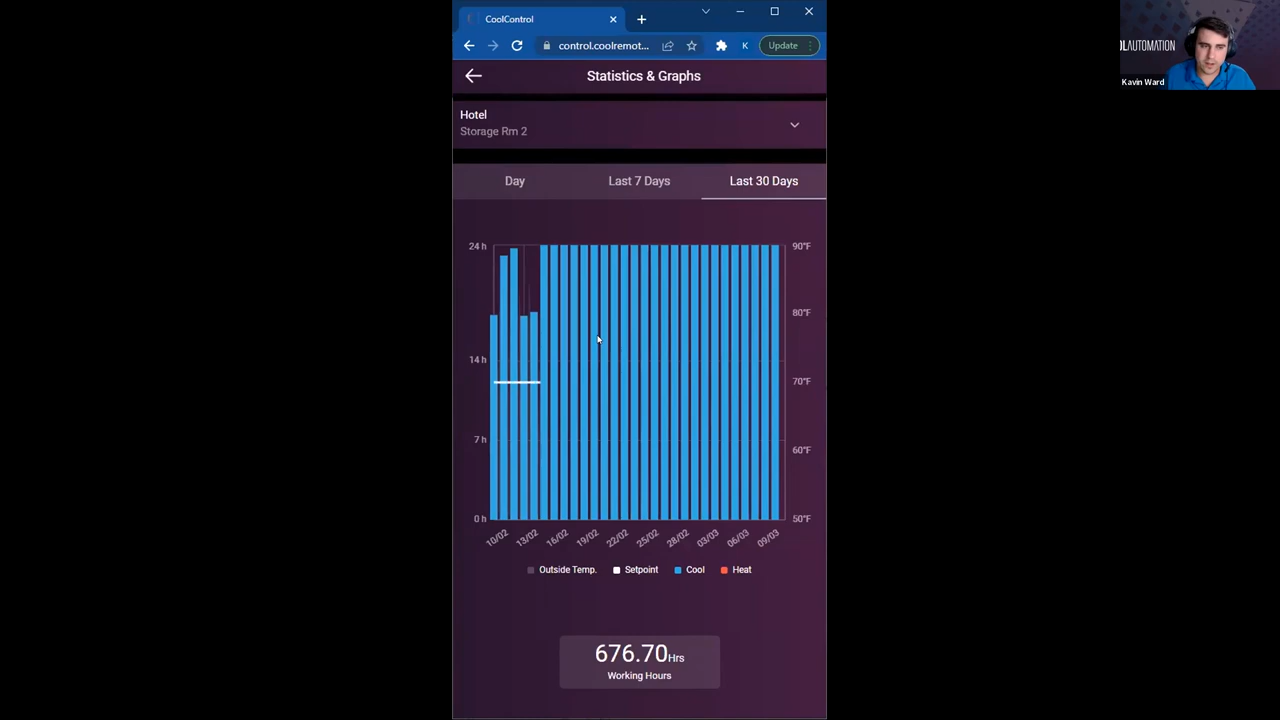 CoolControl
control.coolremot...
K
Update
OLAUTOMATION
Kavin Ward
Statistics & Graphs
Hotel
Storage Rm 2
Day
Last 7 Days
Last 30 Days
24 h
14 h
7 h
0 h
90°F
80°F
70°F
60°F
50°F
10/02
13/02
16/02
19/02
22/02
25/02
28/02
03/03
06/03
09/03
Outside Temp.
Setpoint
Cool
Heat
676.70Hrs
Working Hours